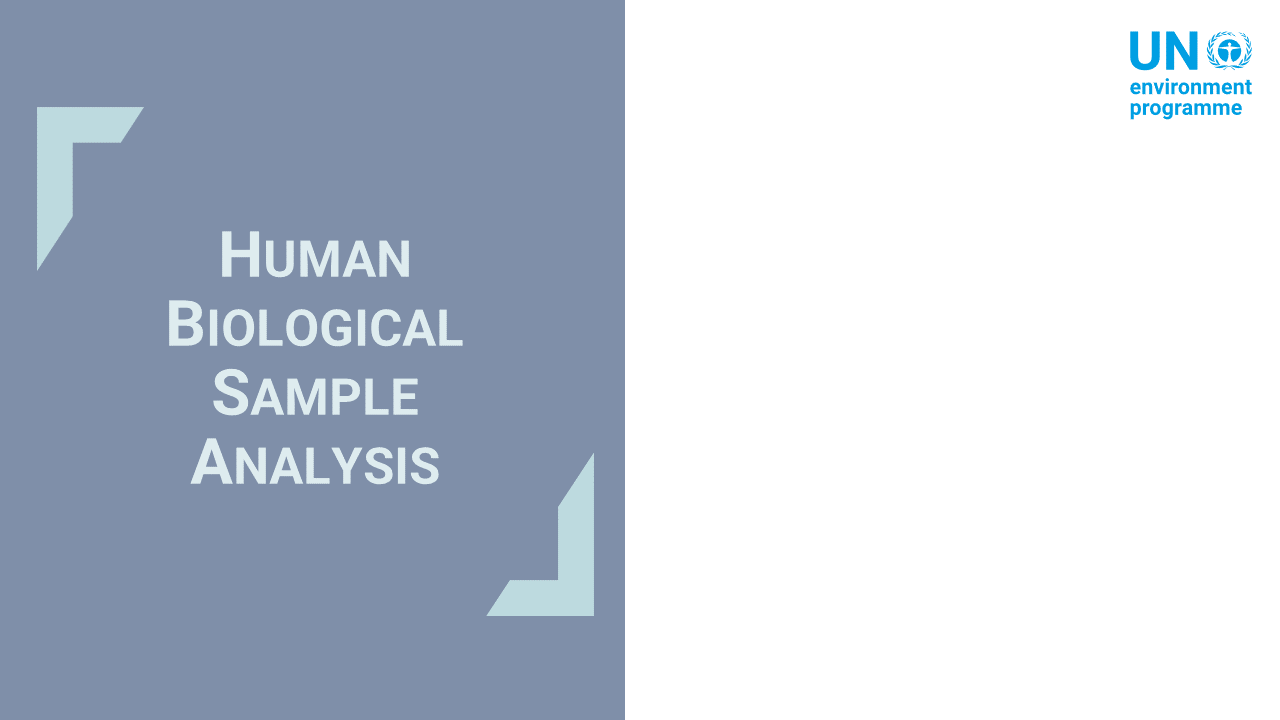 HUMAN
BIOLOGICAL
SAMPLE
ANALYSIS
UN
environment
programme